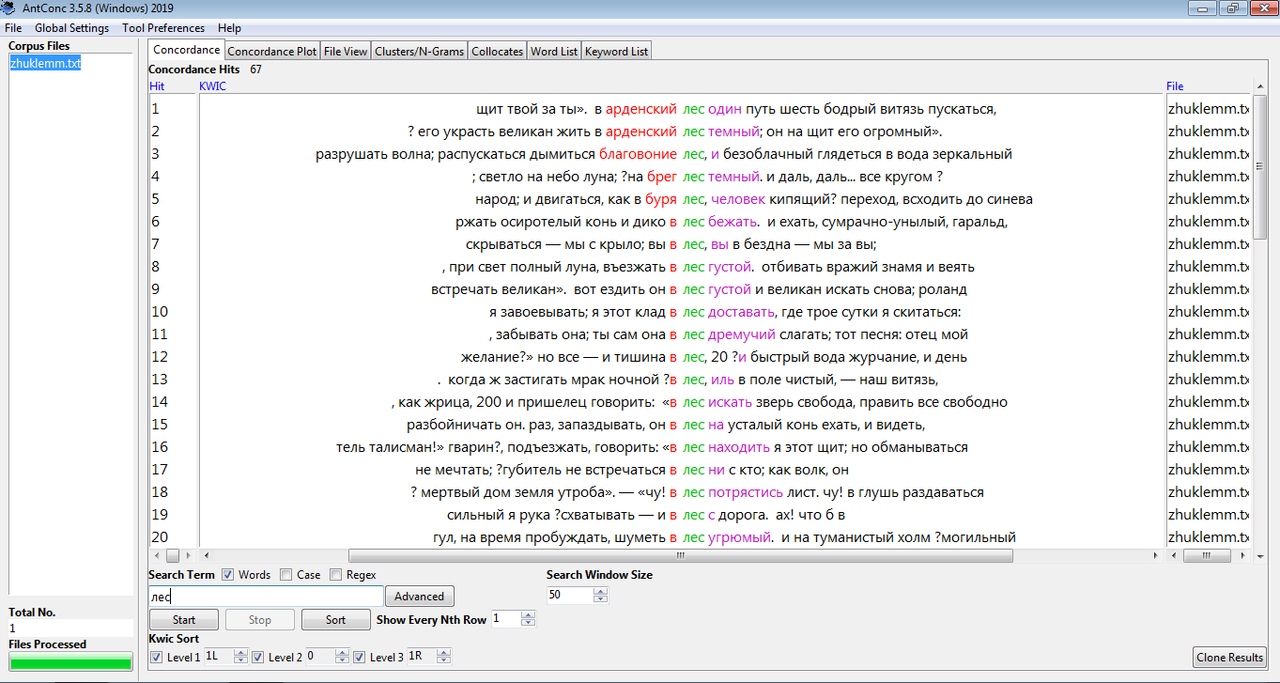 AntConc 3.5.8 (Windows) 2019
File Global Settings Tool Preferences Help
Corpus Files
zhuklemm.txt
Concordance Concordance Plot File View Clusters/N-Grams Collocates Word List Keyword List
Concordance Hits 67
Hit KWIC File
1 щит твой за ты». в арденский лес один путь шесть бодрый витязь пускаться, zhuklemm.tx
2 ? его украсть великан жить в арденский лес темный; он на щит его огромный». zhuklemm.tx
3 разрушать волна; распускаться дымиться благовоние лес, и безоблачный глядеться в вода зеркальный zhuklemm.tx
4 ; светло на небо луна; ?на брег лес темный. и даль, даль... все кругом ? zhuklemm.tx
5 народ; и двигаться, как в буря лес, человек кипящий? переход, всходить до синева zhuklemm.tx
6 ржать осиротелый конь и дико в лес бежать. и ехать, сумрачно-унылый, гаральд, zhuklemm.tx
7 скрываться — мы с крыло; вы в лес, вы в бездна — мы за вы; zhuklemm.tx
8 , при свет полный луна, въезжать в лес густой. отбивать вражий знамя и веять zhuklemm.tx
9 встречать великан». вот ездить он в лес густой и великан искать снова; роланд zhuklemm.tx
10 я завоевывать; я этот клад в лес доставать, где трое сутки я скитаться: zhuklemm.tx
11 , забывать она; ты сам она в лес дремучий слагать; тот песня: отец мой zhuklemm.tx
12 желание?» но все — и тишина в лес, 20 ?и быстрый вода журчание, и день zhuklemm.tx
13 . когда ж застигать мрак ночной ?в лес, иль в поле чистый, — наш витязь, zhuklemm.tx
14 , как жрица, 200 и пришелец говорить: «в лес искать зверь свобода, править все свободно zhuklemm.tx
15 разбойничать он. раз, запаздывать, он в лес на усталый конь ехать, и видеть, zhuklemm.tx
16 тель талисман!» гварин?, подъезжать, говорить: «в лес находить я этот щит; но обманываться zhuklemm.tx
17 не мечтать; ?губитель не встречаться в лес ни с кто; как волк, он zhuklemm.tx
18 ? мертвый дом земля утроба». — «чу! в лес потрястись лист. чу! в глушь раздаваться zhuklemm.tx
19 сильный я рука ?схватывать — и в лес с дорога. ах! что б в zhuklemm.tx
20 гул, на время пробуждать, шуметь в лес угрюмый. и на туманистый холм ?могильный zhuklemm.tx
Search Term Words Case Regex Search Window Size
лес Advanced 50
Start Stop Sort Show Every Nth Row 1
Kwic Sort
Level 1 1L Level 2 0 Level 3 1R Clone Results
Total No.
1
Files Processed